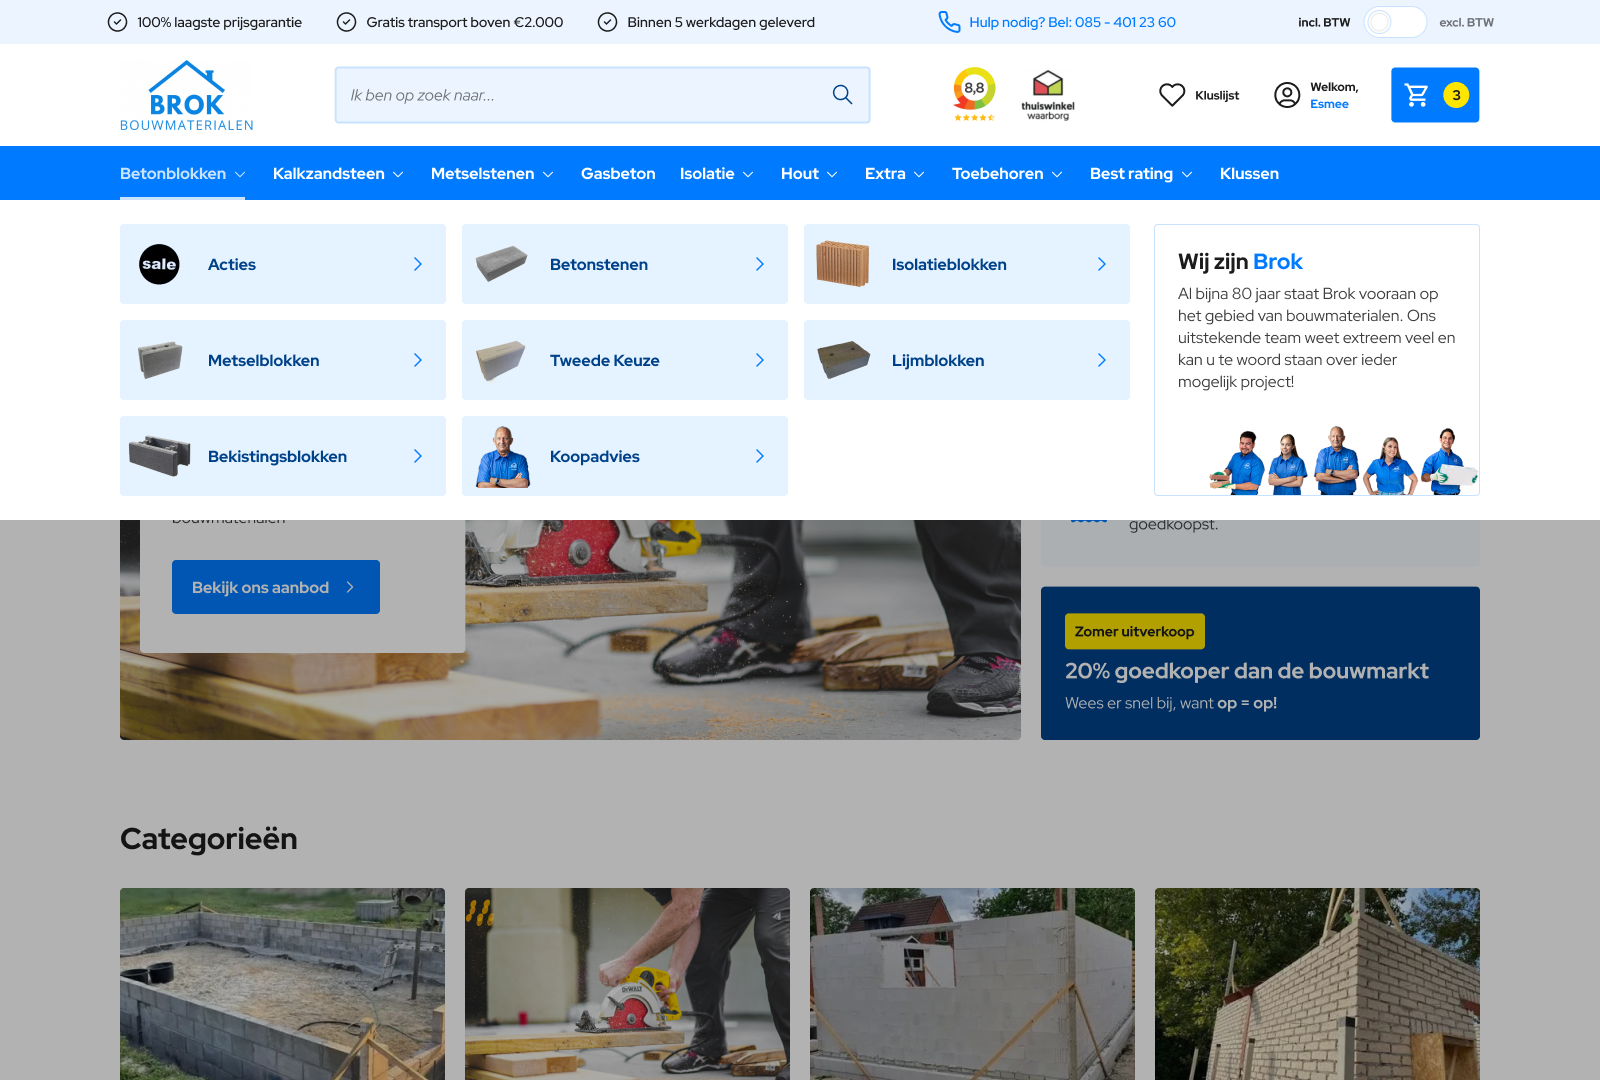 100% laagste prijsgarantie
Gratis transport boven €2.000
Binnen 5 werkdagen geleverd
Hulp nodig? Bel: 085 - 401 23 60
incl. BTW
excl. BTW
BROK
BOUWMATERIALEN
Ik ben op zoek naar...
8,8
thuiswinkel
waarborg
Kluslijst
Welkom,
Esmee
3
Betonblokken
Kalkzandsteen
Metselstenen
Gasbeton
Isolatie
Hout
Extra
Toebehoren
Best rating
Klussen
sale
Acties
Betonstenen
Isolatieblokken
Metselblokken
Tweede Keuze
Lijmblokken
Bekistingsblokken
Koopadvies
Wij zijn Brok
Al bijna 80 jaar staat Brok vooraan op
het gebied van bouwmaterialen. Ons
uitstekende team weet extreem veel en
kan u te woord staan over ieder
mogelijk project!
bouwmaterialen
Bekijk ons aanbod
goedkoopst.
Zomer uitverkoop
20% goedkoper dan de bouwmarkt
Wees er snel bij, want op = op!
Categorieën
DEWALT